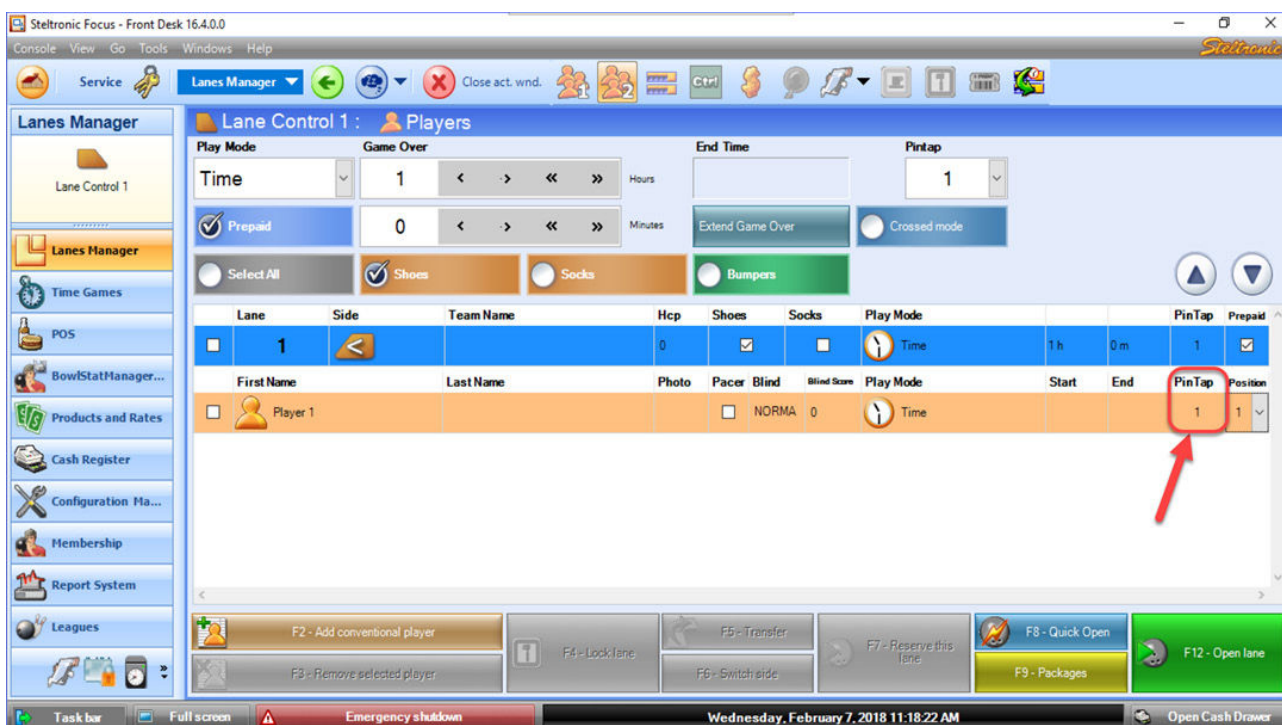 Steltronic Focus - Front Desk 16.4.0.0
Console View Go Tools Windows Help
Steltronic
Service Lanes Manager Close act. wnd. 1 2 Ctrl
Lanes Manager
Lane Control 1
Lanes Manager
Time Games
POS
BowlStatManager...
Products and Rates
Cash Register
Configuration Ma...
Membership
Report System
Leagues
Lane Control 1 : Players
Play Mode Game Over End Time Pintap
Time 1 < > << >> Hours 1
Prepaid 0 < > << >> Minutes Extend Game Over Crossed mode
Select All Shoes Socks Bumpers
Lane Side Team Name Hcp Shoes Socks Play Mode PinTap Prepaid
1 < 0 Time 1 h 0 m 1
First Name Last Name Photo Pacer Blind Blind Score Play Mode Start End PinTap Position
Player 1 NORMA 0 Time 1 1
F2 - Add conventional player F4 - Lock lane F5 - Transfer F7 - Reserve this lane F8 - Quick Open F12 - Open lane
F3 - Remove selected player F6 - Switch side F9 - Packages
Task bar Full screen Emergency shutdown Wednesday, February 7, 2018 11:18:22 AM Open Cash Drawer